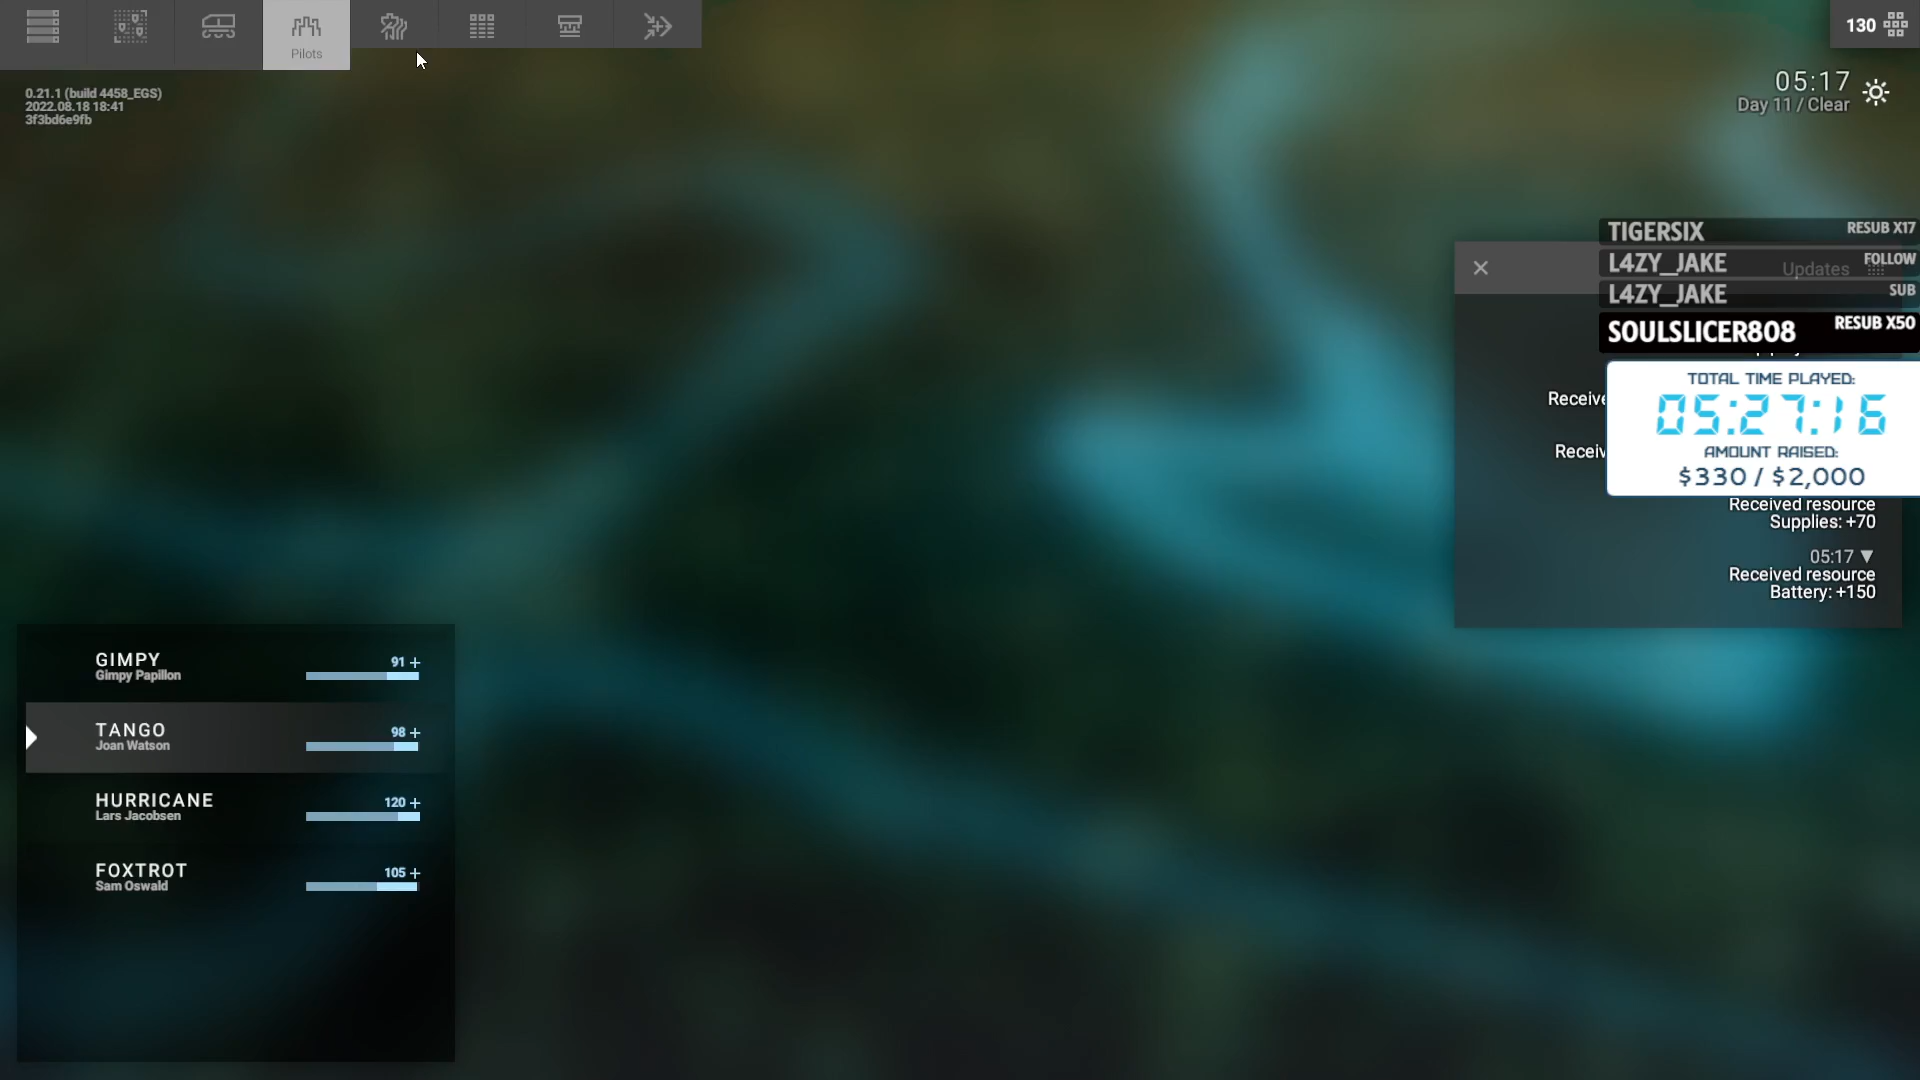 Pilots
130
0.21.1 (build 4458_EGS)
2022.08.18 18:41
3f3bd6e9fb
05:17
Day 11 / Clear
TIGERSIX RESUB X17
L4ZY_JAKE FOLLOW
Updates
L4ZY_JAKE SUB
SOULSLICER808 RESUB X50
TOTAL TIME PLAYED:
05:27:16
AMOUNT RAISED:
$330 / $2,000
Received resource
Supplies: +70
05:17
Received resource
Battery: +150
GIMPY
Gimpy Papillon
91 +
TANGO
Joan Watson
98 +
HURRICANE
Lars Jacobsen
120 +
FOXTROT
Sam Oswald
105 +